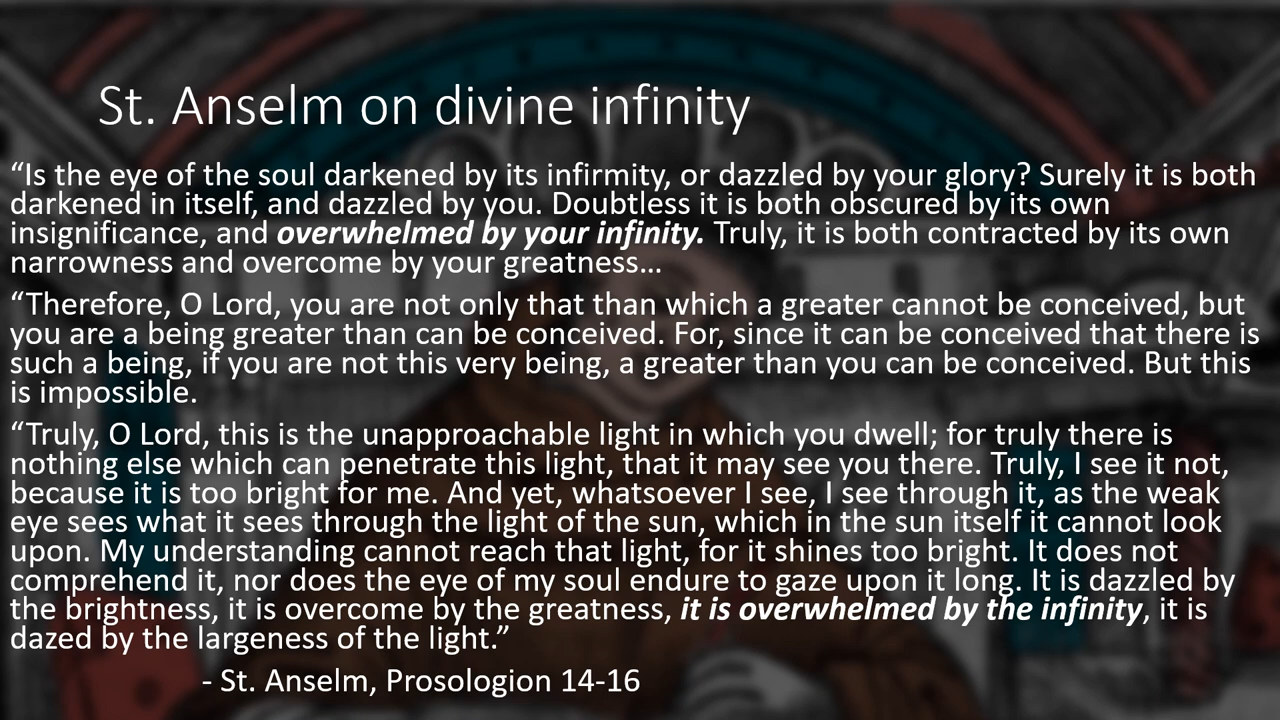 St. Anselm on divine infinity
“Is the eye of the soul darkened by its infirmity, or dazzled by your glory? Surely it is both
darkened in itself, and dazzled by you. Doubtless it is both obscured by its own
insignificance, and overwhelmed by your infinity. Truly, it is both contracted by its own
narrowness and overcome by your greatness…
“Therefore, O Lord, you are not only that than which a greater cannot be conceived, but
you are a being greater than can be conceived. For, since it can be conceived that there is
such a being, if you are not this very being, a greater than you can be conceived. But this
is impossible.
“Truly, O Lord, this is the unapproachable light in which you dwell; for truly there is
nothing else which can penetrate this light, that it may see you there. Truly, I see it not,
because it is too bright for me. And yet, whatsoever I see, I see through it, as the weak
eye sees what it sees through the light of the sun, which in the sun itself it cannot look
upon. My understanding cannot reach that light, for it shines too bright. It does not
comprehend it, nor does the eye of my soul endure to gaze upon it long. It is dazzled by
the brightness, it is overcome by the greatness, it is overwhelmed by the infinity, it is
dazed by the largeness of the light.”
- St. Anselm, Prosologion 14-16